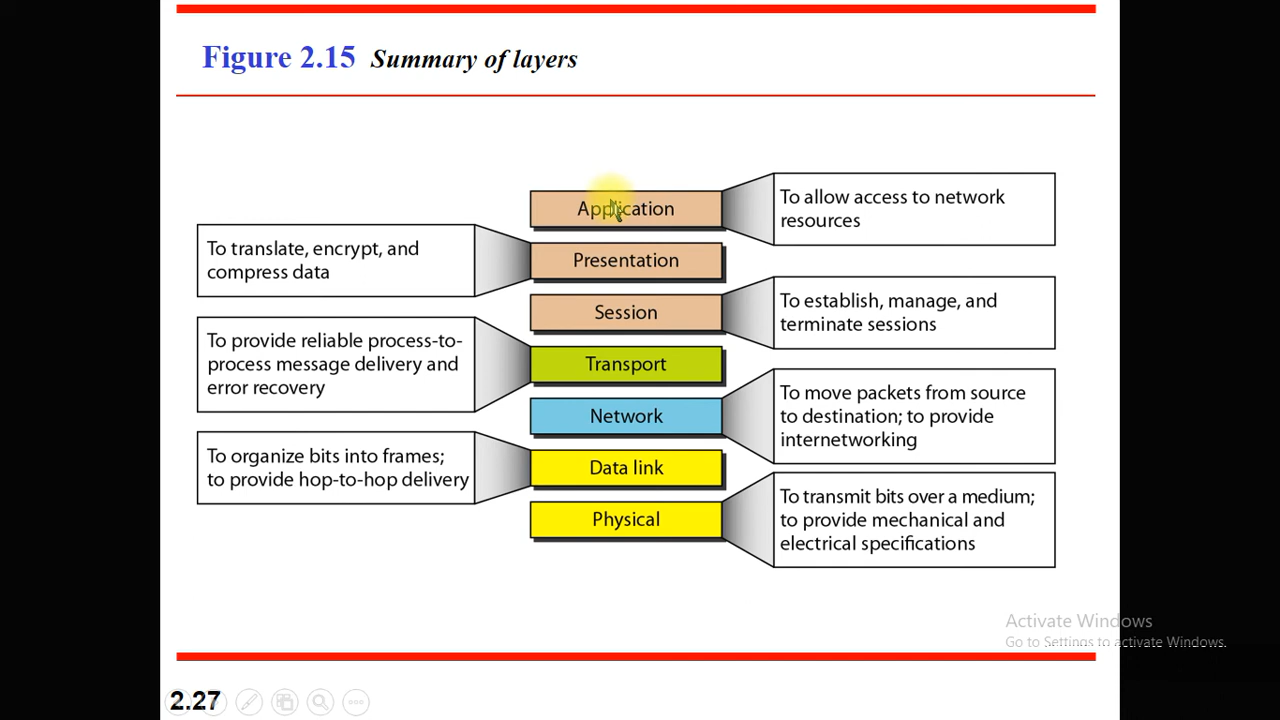 Figure 2.15 Summary of layers
Application
To allow access to network
resources
To translate, encrypt, and
compress data
Presentation
Session
To establish, manage, and
terminate sessions
To provide reliable process-to-
process message delivery and
error recovery
Transport
Network
To move packets from source
to destination; to provide
internetworking
To organize bits into frames;
to provide hop-to-hop delivery
Data link
Physical
To transmit bits over a medium;
to provide mechanical and
electrical specifications
Activate Windows
Go to Settings to activate Windows.
2.27